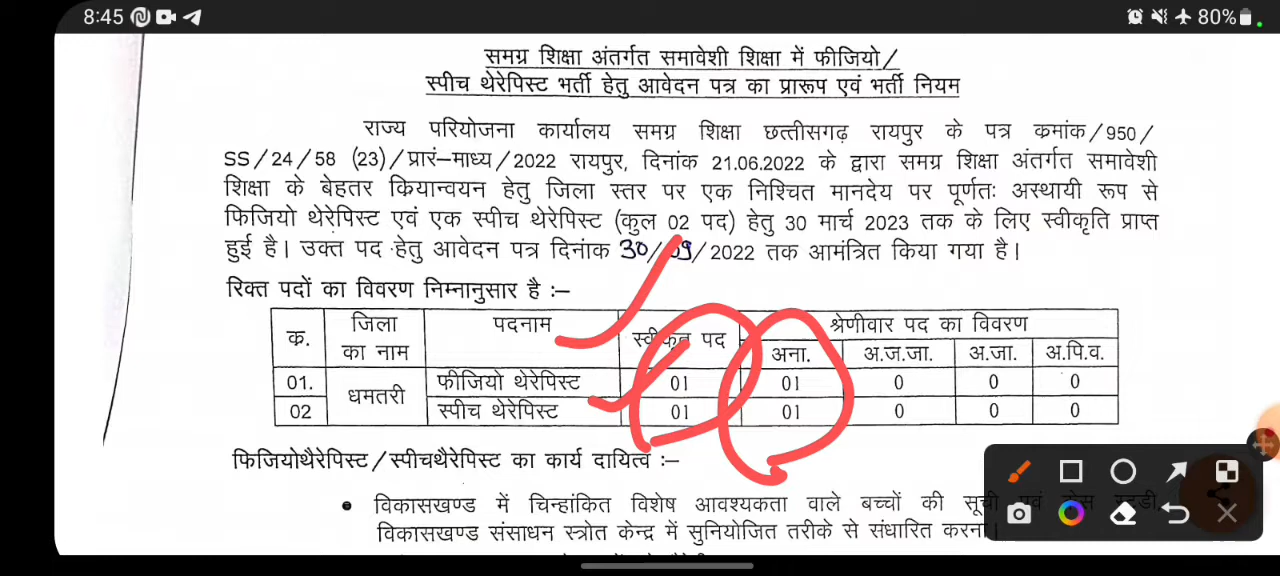 8:45
80%
समग्र शिक्षा अंतर्गत समावेशी शिक्षा में फीजियो/
स्पीच थेरेपिस्ट भर्ती हेतु आवेदन पत्र का प्रारूप एवं भर्ती नियम
राज्य परियोजना कार्यालय समग्र शिक्षा छत्तीसगढ़ रायपुर के पत्र क्रमांक/950/
SS/24/58 (23)/प्रारं–माध्य/2022 रायपुर, दिनांक 21.06.2022 के द्वारा समग्र शिक्षा अंतर्गत समावेशी
शिक्षा के बेहतर कियान्वयन हेतु जिला स्तर पर एक निश्चित मानदेय पर पूर्णतः अस्थायी रूप से
फिजियो थेरेपिस्ट एवं एक स्पीच थेरेपिस्ट (कुल 02 पद) हेतु 30 मार्च 2023 तक के लिए स्वीकृति प्राप्त
हुई है। उक्त पद हेतु आवेदन पत्र दिनांक 30/09/2022 तक आमंत्रित किया गया है।
रिक्त पदों का विवरण निम्नानुसार है :–
क्र. जिला का नाम पदनाम स्वीकृत पद श्रेणीवार पद का विवरण
अना. अ.ज.जा. अ.जा. अ.पि.व.
01. धमतरी फीजियो थेरेपिस्ट 01 01 0 0 0
02 स्पीच थेरेपिस्ट 01 01 0 0 0
फिजियोथैरेपिस्ट/स्पीचथैरेपिस्ट का कार्य दायित्व :–
• विकासखण्ड में चिन्हांकित विशेष आवश्यकता वाले बच्चों की सूची एवं
विकासखण्ड संसाधन स्त्रोत केन्द्र में सुनियोजित तरीके से संधारित करना।